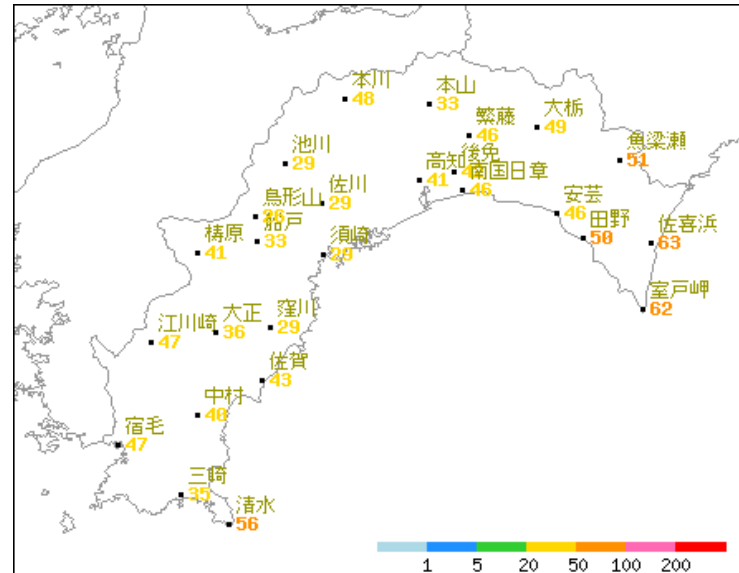 本川
48
本山
33
繁藤
46
大栃
49
魚梁瀬
51
池川
29
高知
41
後免
南国日章
46
佐川
29
鳥形山
船戸
33
安芸
46
田野
50
佐喜浜
63
梼原
41
須崎
29
室戸岬
62
江川崎
47
大正
36
窪川
29
佐賀
43
中村
40
宿毛
47
三崎
35
清水
56
1 5 20 50 100 200